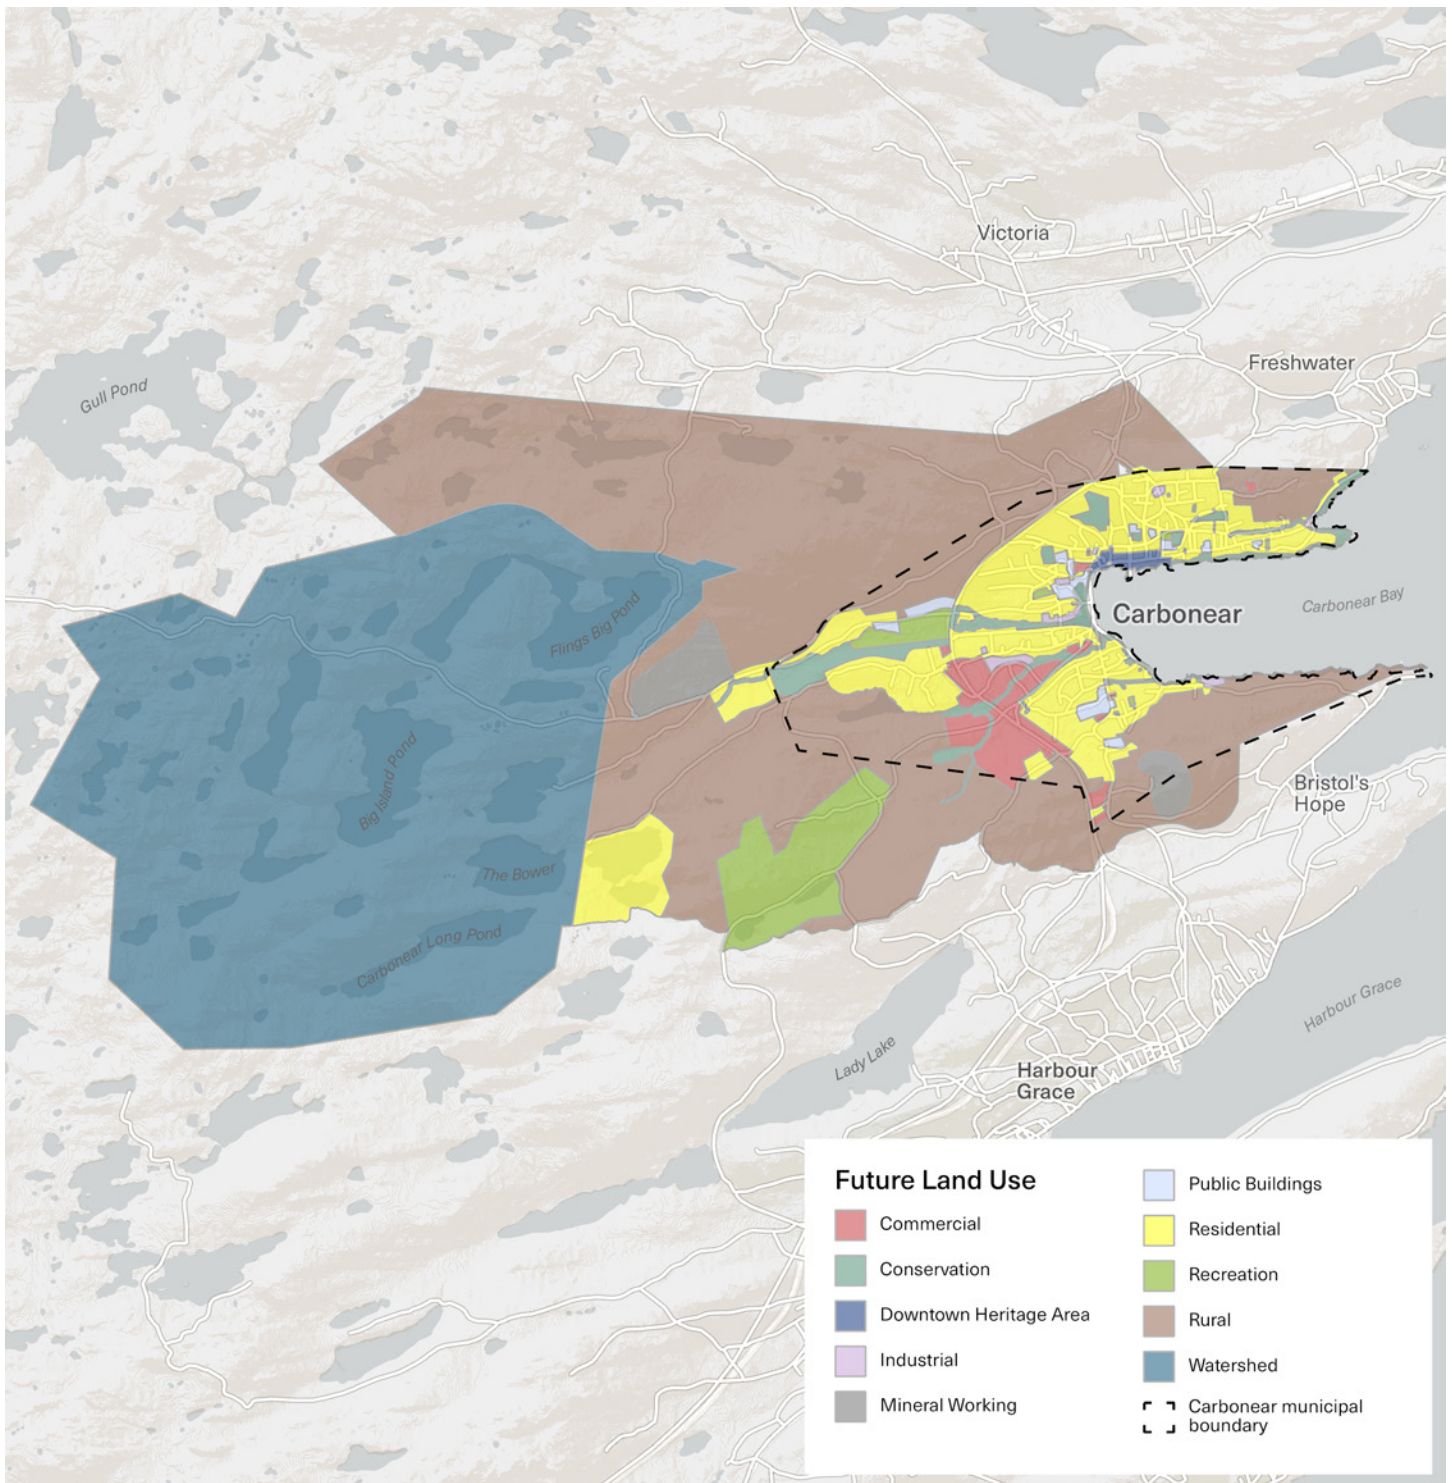 Victoria
Freshwater
Gull Pond
Carbonear Bay
Carbonear
Flings Big Pond
Big Island Pond
Bristol's
Hope
The Bower
Carbonear Long Pond
Harbour Grace
Lady Lake
Harbour
Grace
Future Land Use
Commercial
Conservation
Downtown Heritage Area
Industrial
Mineral Working
Public Buildings
Residential
Recreation
Rural
Watershed
Carbonear municipal
boundary